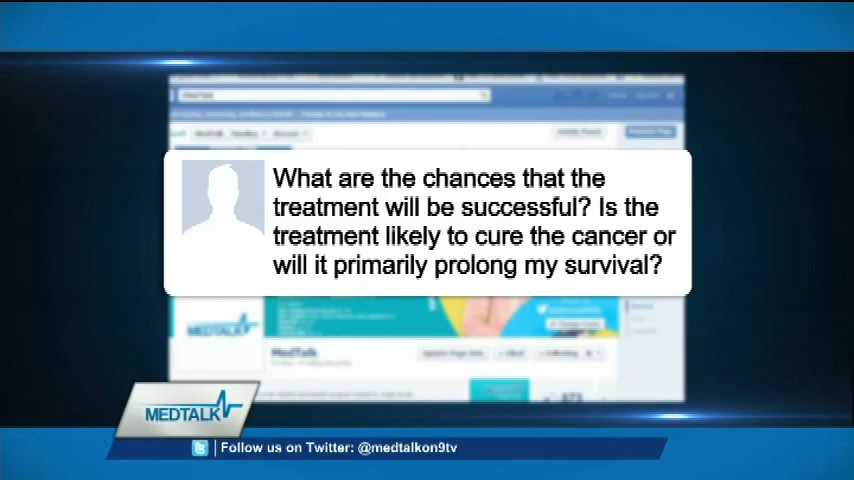 What are the chances that the
treatment will be successful? Is the
treatment likely to cure the cancer or
will it primarily prolong my survival?
MEDTALK
MedTalk
MEDTALK
Follow us on Twitter: @medtalkon9tv